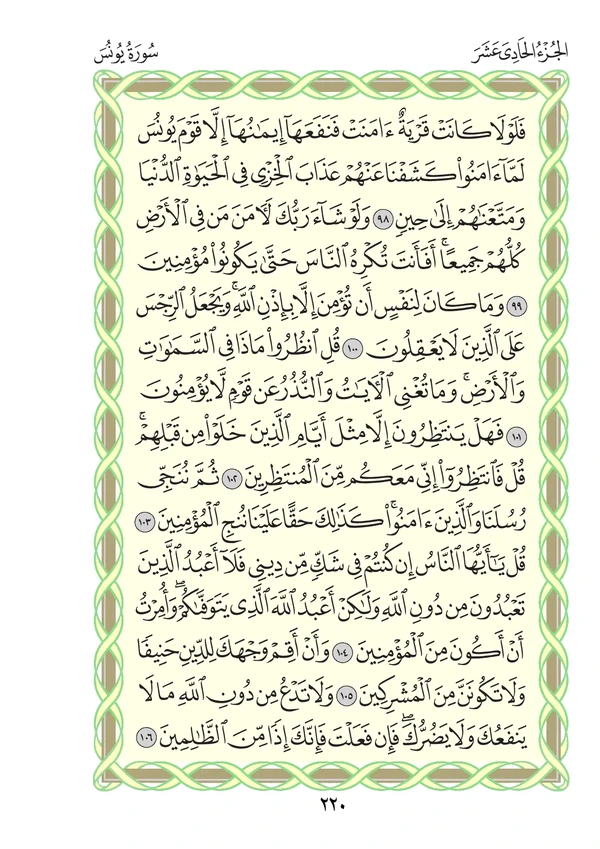 الجُزْءُ الحَادِيَ عَشَرَ
سُورَةُ يُونُسَ
فَلَوْلَا كَانَتْ قَرْيَةٌ ءَامَنَتْ فَنَفَعَهَآ إِيمَٰنُهَآ إِلَّا قَوْمَ يُونُسَ
لَمَّآ ءَامَنُوا۟ كَشَفْنَا عَنْهُمْ عَذَابَ ٱلْخِزْىِ فِى ٱلْحَيَوٰةِ ٱلدُّنْيَا
وَمَتَّعْنَٰهُمْ إِلَىٰ حِينٍ ٩٨ وَلَوْ شَآءَ رَبُّكَ لَءَامَنَ مَن فِى ٱلْأَرْضِ
كُلُّهُمْ جَمِيعًا ۚ أَفَأَنتَ تُكْرِهُ ٱلنَّاسَ حَتَّىٰ يَكُونُوا۟ مُؤْمِنِينَ
٩٩ وَمَا كَانَ لِنَفْسٍ أَن تُؤْمِنَ إِلَّا بِإِذْنِ ٱللَّهِ ۚ وَيَجْعَلُ ٱلرِّجْسَ
عَلَى ٱلَّذِينَ لَا يَعْقِلُونَ ١٠٠ قُلِ ٱنظُرُوا۟ مَاذَا فِى ٱلسَّمَٰوَٰتِ
وَٱلْأَرْضِ ۚ وَمَا تُغْنِى ٱلْءَايَٰتُ وَٱلنُّذُرُ عَن قَوْمٍ لَّا يُؤْمِنُونَ
١٠١ فَهَلْ يَنتَظِرُونَ إِلَّا مِثْلَ أَيَّامِ ٱلَّذِينَ خَلَوْا۟ مِن قَبْلِهِمْ ۚ
قُلْ فَٱنتَظِرُوٓا۟ إِنِّى مَعَكُم مِّنَ ٱلْمُنتَظِرِينَ ١٠٢ ثُمَّ نُنَجِّى
رُسُلَنَا وَٱلَّذِينَ ءَامَنُوا۟ ۚ كَذَٰلِكَ حَقًّا عَلَيْنَا نُنجِ ٱلْمُؤْمِنِينَ ١٠٣
قُلْ يَٰٓأَيُّهَا ٱلنَّاسُ إِن كُنتُمْ فِى شَكٍّ مِّن دِينِى فَلَآ أَعْبُدُ ٱلَّذِينَ
تَعْبُدُونَ مِن دُونِ ٱللَّهِ وَلَٰكِنْ أَعْبُدُ ٱللَّهَ ٱلَّذِى يَتَوَفَّىٰكُمْ ۖ وَأُمِرْتُ
أَنْ أَكُونَ مِنَ ٱلْمُؤْمِنِينَ ١٠٤ وَأَنْ أَقِمْ وَجْهَكَ لِلدِّينِ حَنِيفًا
وَلَا تَكُونَنَّ مِنَ ٱلْمُشْرِكِينَ ١٠٥ وَلَا تَدْعُ مِن دُونِ ٱللَّهِ مَا لَا
يَنفَعُكَ وَلَا يَضُرُّكَ ۖ فَإِن فَعَلْتَ فَإِنَّكَ إِذًا مِّنَ ٱلظَّٰلِمِينَ ١٠٦
٢٢٠